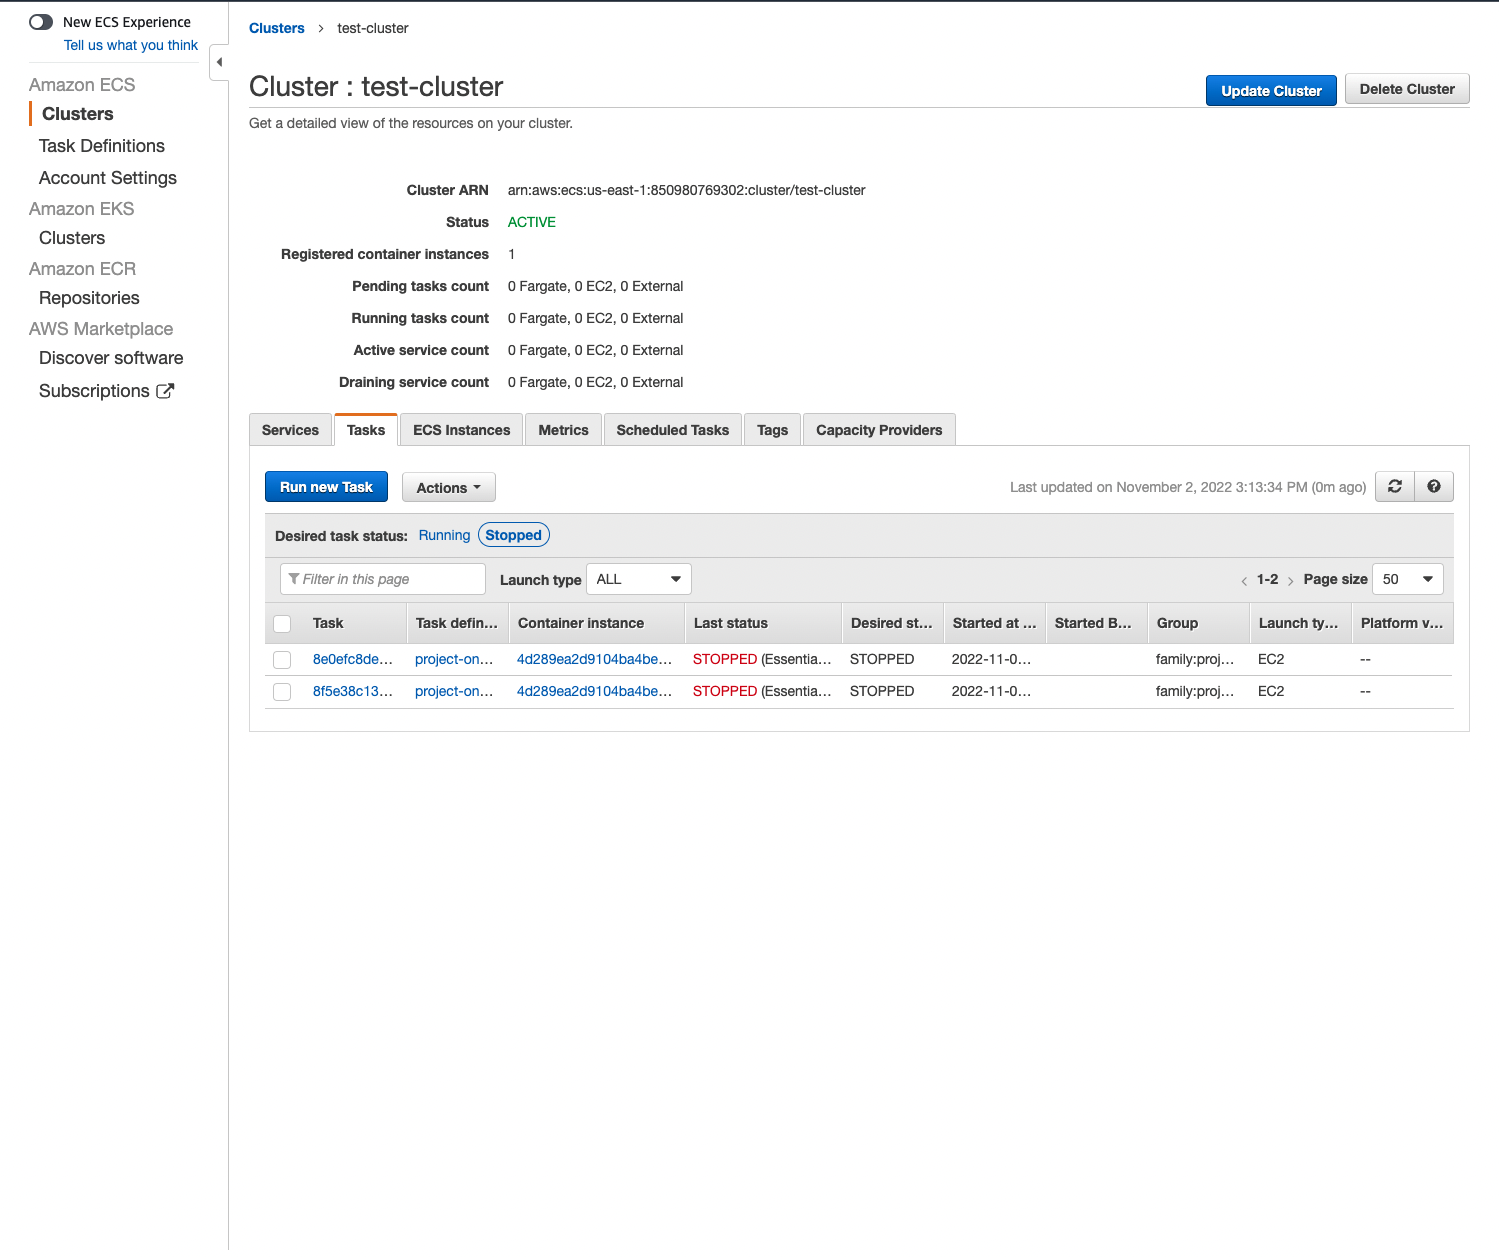 New ECS Experience
Tell us what you think
Amazon ECS
Clusters
Task Definitions
Account Settings
Amazon EKS
Clusters
Amazon ECR
Repositories
AWS Marketplace
Discover software
Subscriptions
Clusters > test-cluster
Cluster : test-cluster
Update Cluster Delete Cluster
Get a detailed view of the resources on your cluster.
Cluster ARN arn:aws:ecs:us-east-1:850980769302:cluster/test-cluster
Status ACTIVE
Registered container instances 1
Pending tasks count 0 Fargate, 0 EC2, 0 External
Running tasks count 0 Fargate, 0 EC2, 0 External
Active service count 0 Fargate, 0 EC2, 0 External
Draining service count 0 Fargate, 0 EC2, 0 External
Services Tasks ECS Instances Metrics Scheduled Tasks Tags Capacity Providers
Run new Task Actions Last updated on November 2, 2022 3:13:34 PM (0m ago)
Desired task status: Running Stopped
Filter in this page Launch type ALL < 1-2 > Page size 50
Task Task defin... Container instance Last status Desired st... Started at ... Started B... Group Launch ty... Platform v...
8e0efc8de... project-on... 4d289ea2d9104ba4be... STOPPED (Essentia... STOPPED 2022-11-0... family:proj... EC2 --
8f5e38c13... project-on... 4d289ea2d9104ba4be... STOPPED (Essentia... STOPPED 2022-11-0... family:proj... EC2 --